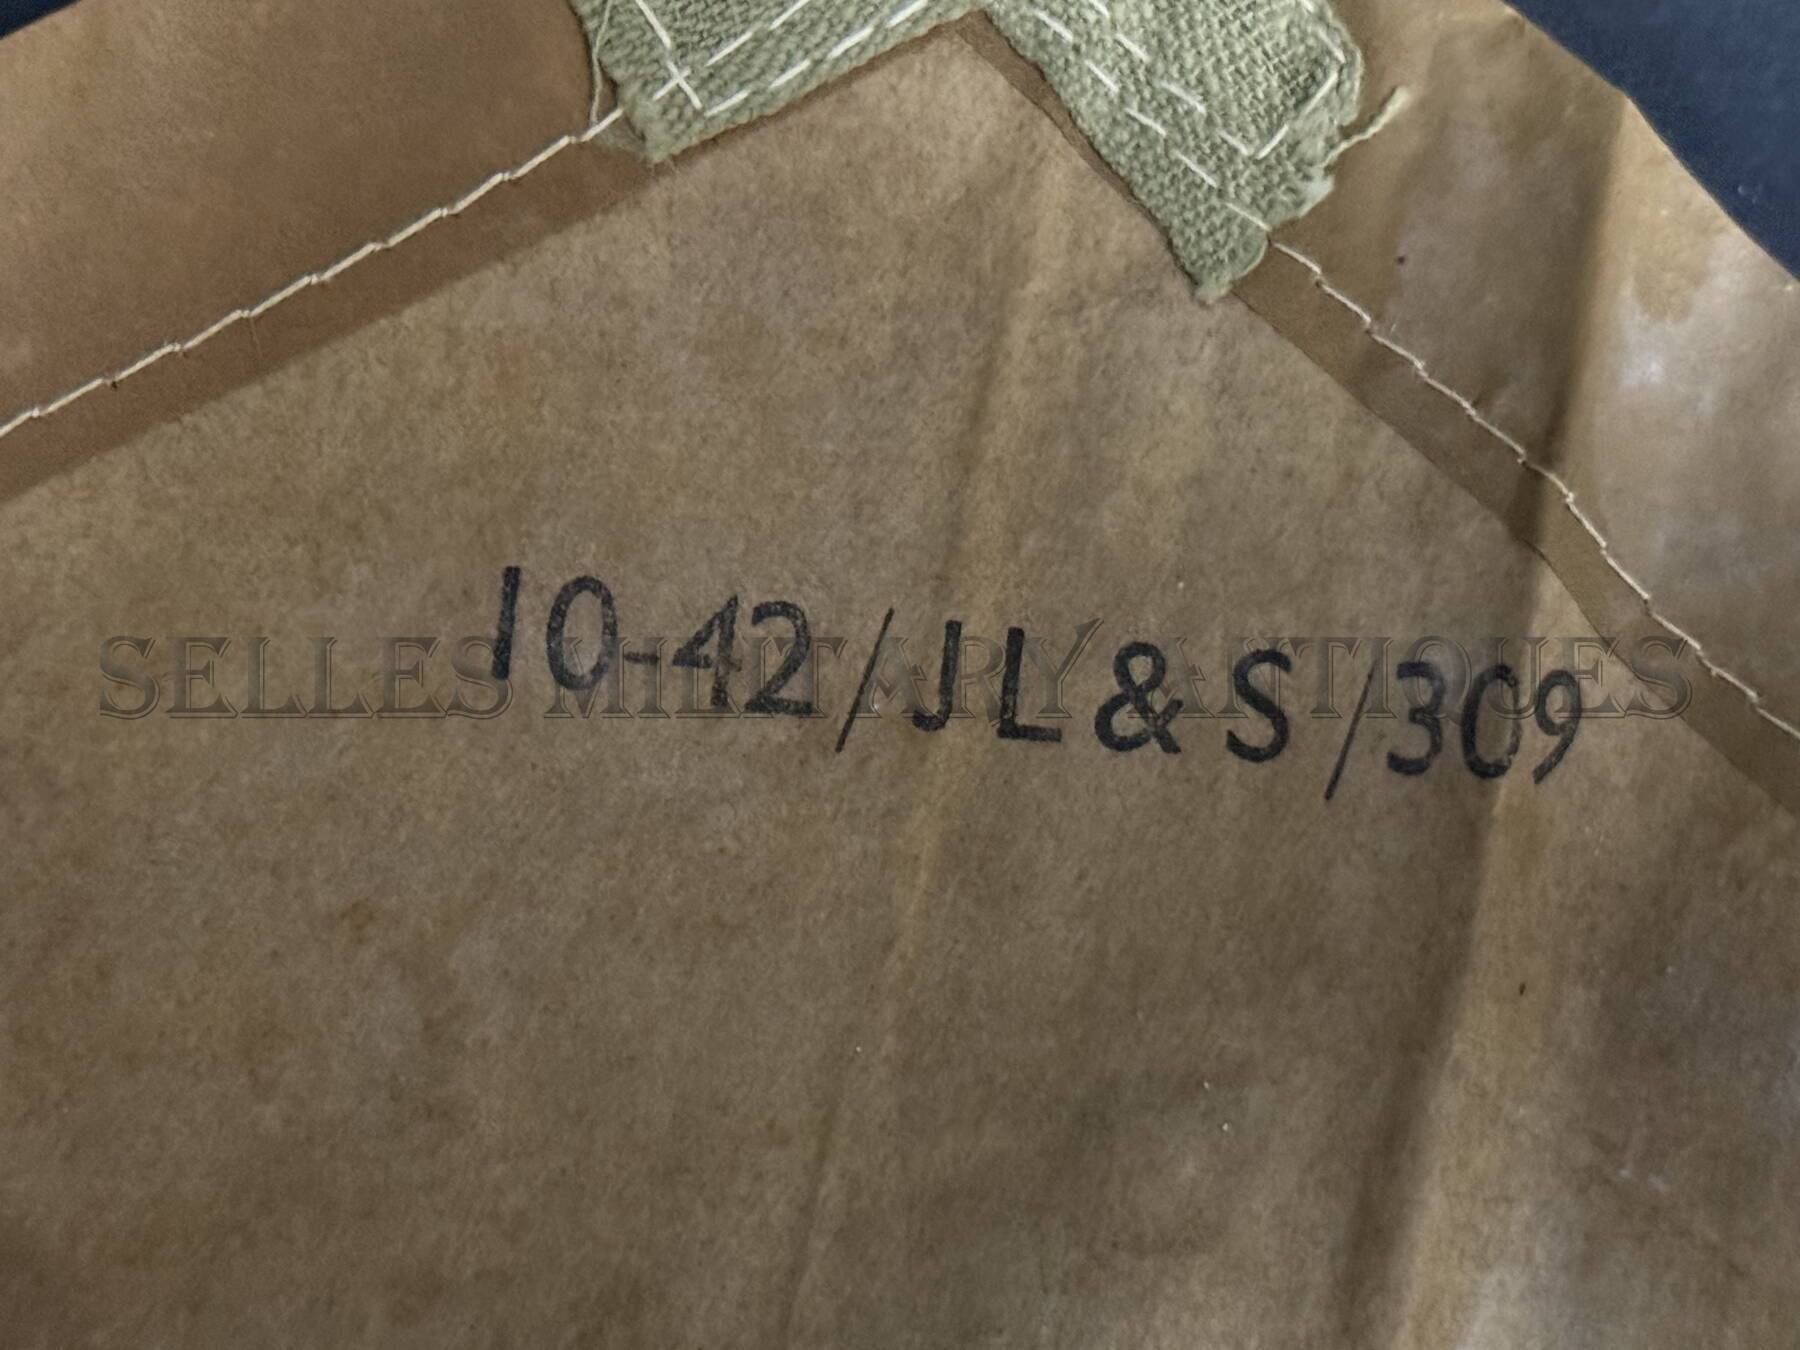 10-42/JL & S/309
SELLES MILITARY ANTIQUES